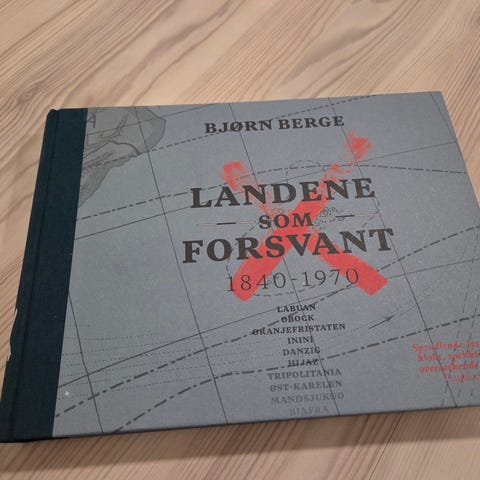 BJØRN BERGE
LANDENE
SOM
FORSVANT
1840-1970
LABUAN
OBOCK
ORANJEFRISTATEN
ININI
DANZIG
HIJAZ
TRIPOLITANIA
ØST-KARELEN
MANDSJUKUO
BIAFRA
A